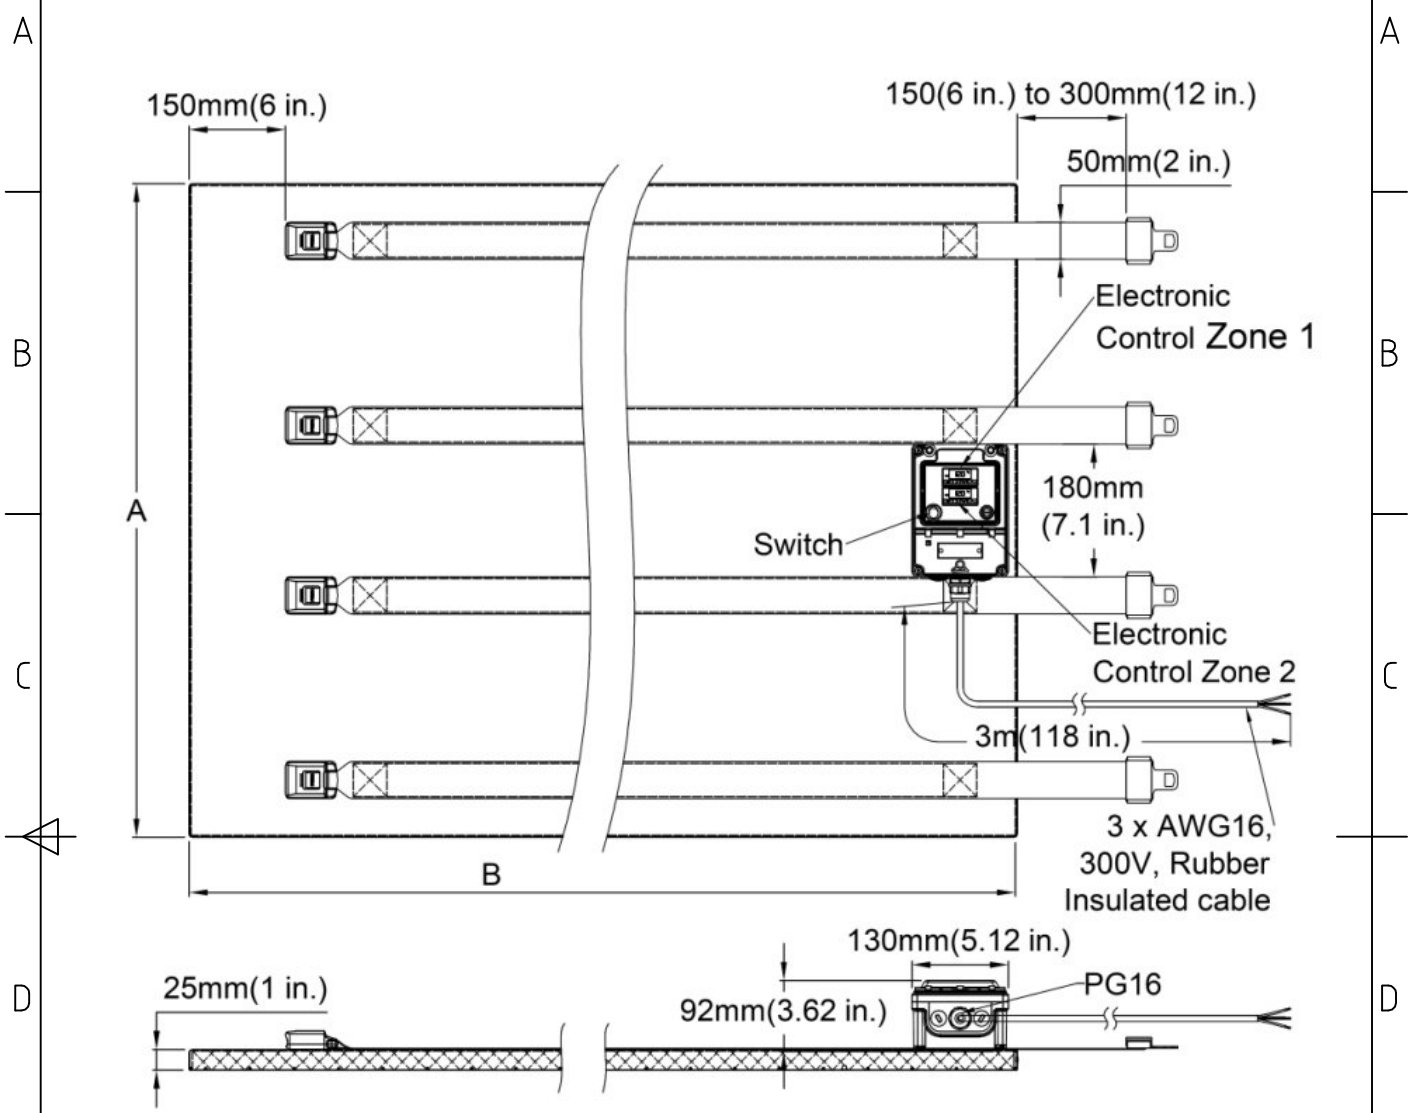 A
A
150mm(6 in.)
150(6 in.) to 300mm(12 in.)
50mm(2 in.)
Electronic
Control Zone 1
B
B
180mm
(7.1 in.)
A
Switch
Electronic
Control Zone 2
C
C
3m(118 in.)
3 x AWG16,
300V, Rubber
Insulated cable
B
130mm(5.12 in.)
25mm(1 in.)
PG16
92mm(3.62 in.)
D
D